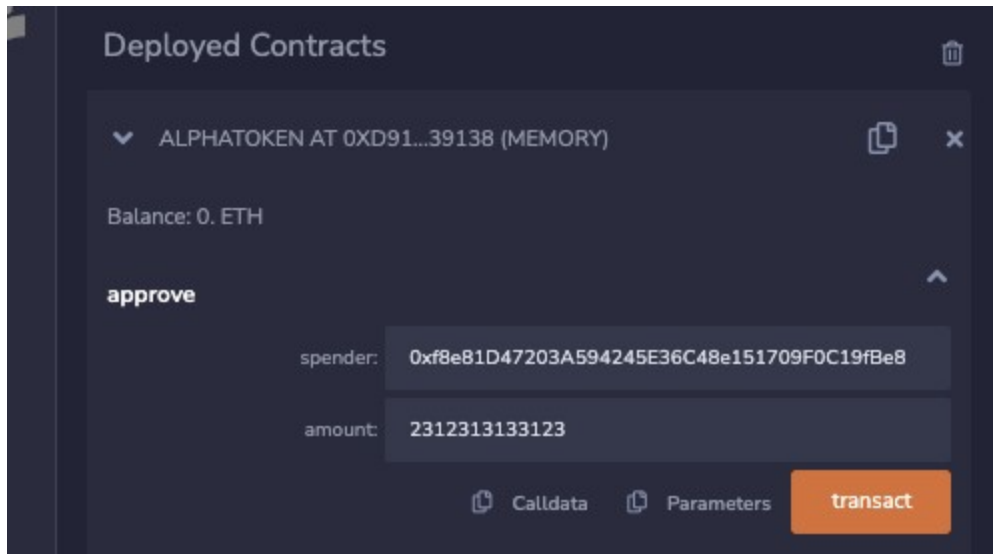 Deployed Contracts
ALPHATOKEN AT 0XD91...39138 (MEMORY)
Balance: 0. ETH
approve
spender: 0xf8e81D47203A594245E36C48e151709F0C19fBe8
amount: 2312313133123
Calldata Parameters transact